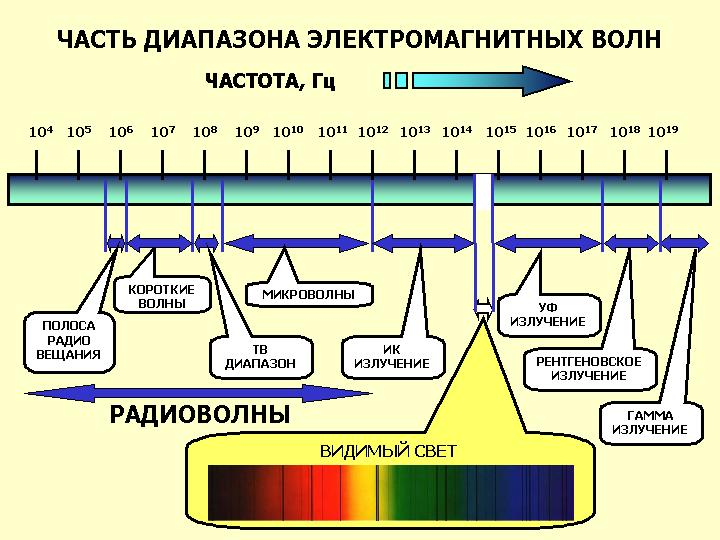 ЧАСТЬ ДИАПАЗОНА ЭЛЕКТРОМАГНИТНЫХ ВОЛН
ЧАСТОТА, Гц
10⁴ 10⁵ 10⁶ 10⁷ 10⁸ 10⁹ 10¹⁰ 10¹¹ 10¹² 10¹³ 10¹⁴ 10¹⁵ 10¹⁶ 10¹⁷ 10¹⁸ 10¹⁹
КОРОТКИЕ
ВОЛНЫ
МИКРОВОЛНЫ
УФ
ИЗЛУЧЕНИЕ
ПОЛОСА
РАДИО
ВЕЩАНИЯ
ТВ
ДИАПАЗОН
ИК
ИЗЛУЧЕНИЕ
РЕНТГЕНОВСКОЕ
ИЗЛУЧЕНИЕ
РАДИОВОЛНЫ
ГАММА
ИЗЛУЧЕНИЕ
ВИДИМЫЙ СВЕТ